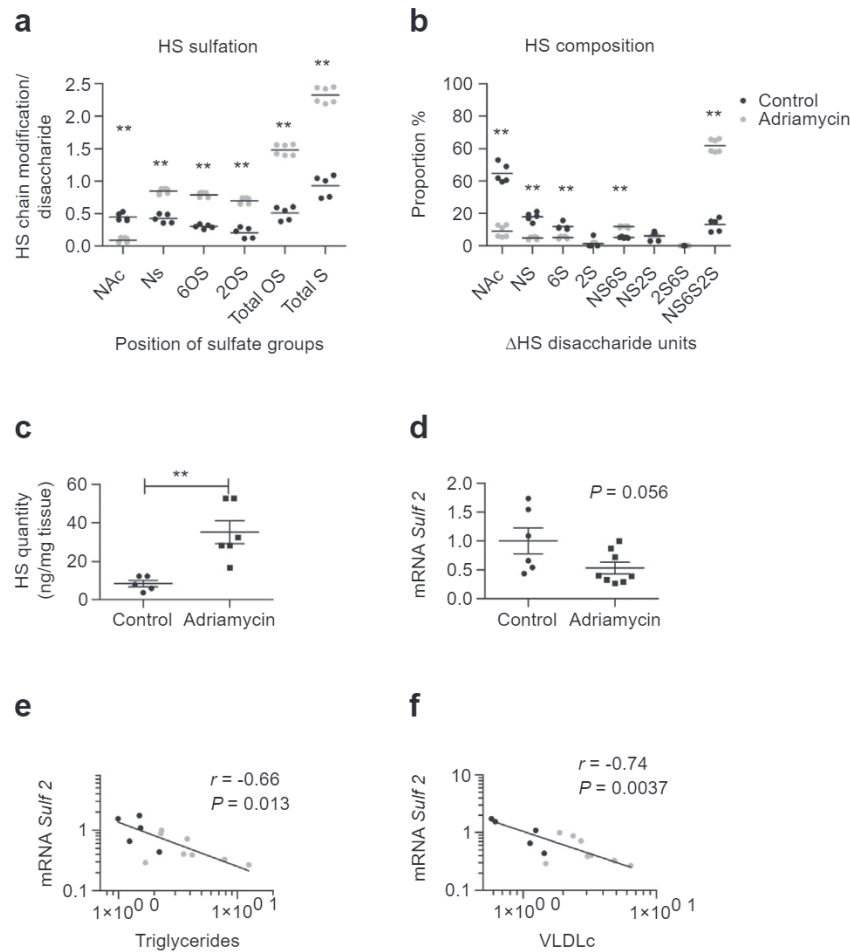 a
HS sulfation
HS chain modification/
disaccharide
2.5
2.0
1.5
1.0
0.5
0.0
**
**
**
**
**
**
NAc
Ns
6OS
2OS
Total OS
Total S
Position of sulfate groups
b
HS composition
Proportion %
100
80
60
60
20
0
**
**
**
**
**
NAc
NS
6S
2S
NS6S
NS2S
2S6S
NS6S2S
ΔHS disaccharide units
Control
Adriamycin
c
HS quantity
(ng/mg tissue)
60
40
20
0
**
Control
Adriamycin
d
mRNA Sulf 2
2.0
1.5
1.0
0.5
0.0
P = 0.056
Control
Adriamycin
e
mRNA Sulf 2
1
0.1
r = -0.66
P = 0.013
1×10⁰ 0
1×10⁰ 1
Triglycerides
f
mRNA Sulf 2
10
1
0.1
r = -0.74
P = 0.0037
1×10⁰ 0
1×10⁰ 1
VLDLc